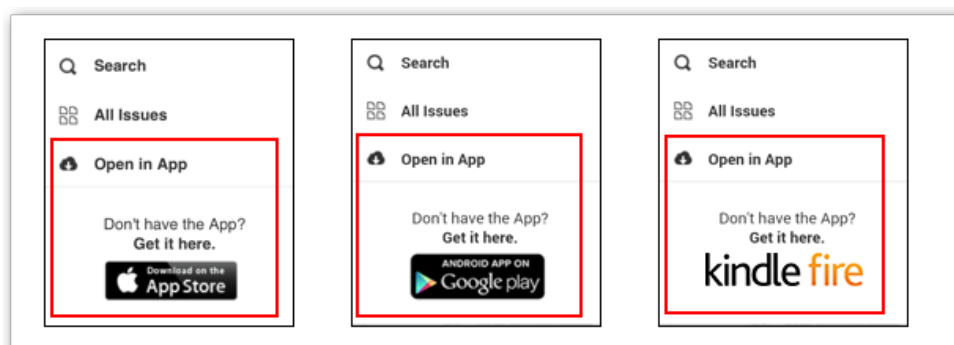 Search
All Issues
Open in App
Don't have the App?
Get it here.
Download on the
App Store
Search
All Issues
Open in App
Don't have the App?
Get it here.
ANDROID APP ON
Google play
Search
All Issues
Open in App
Don't have the App?
Get it here.
kindle fire